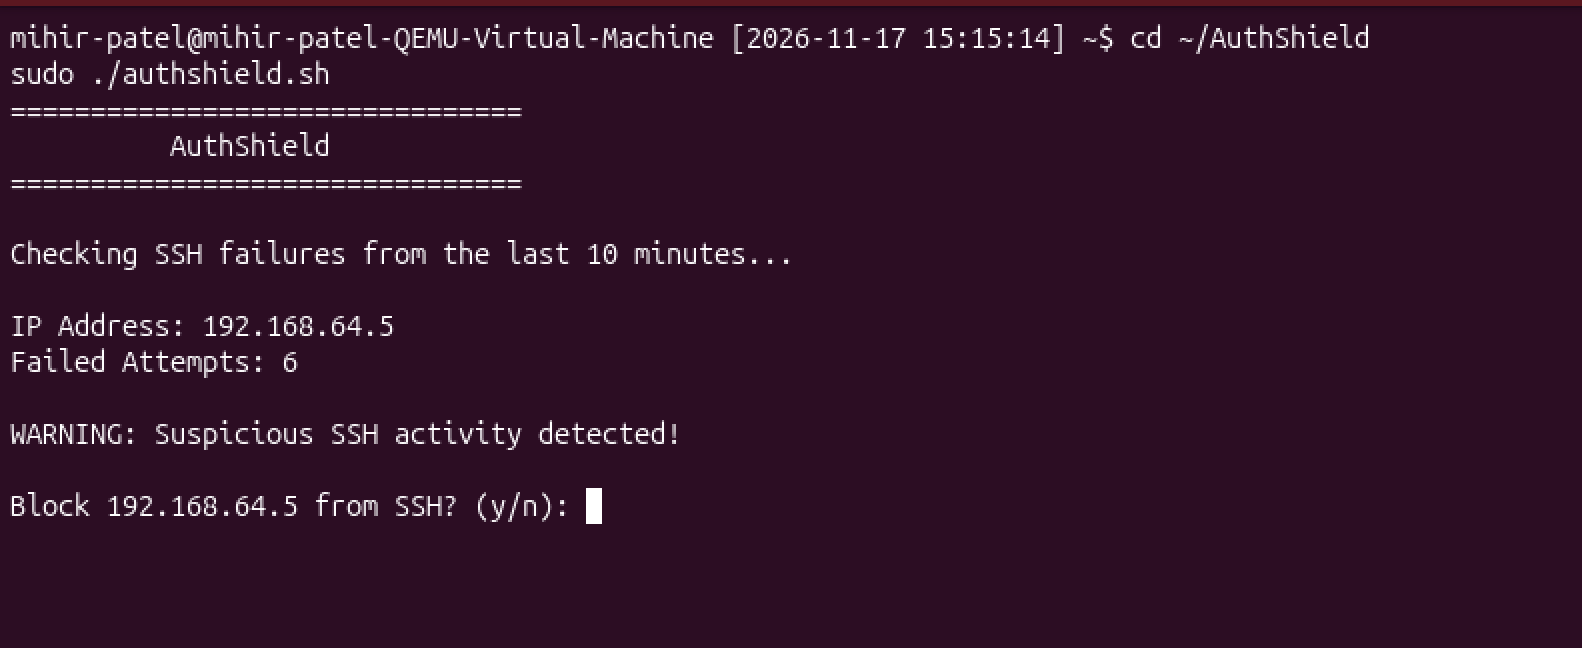 mihir-patel@mihir-patel-QEMU-Virtual-Machine [2026-11-17 15:15:14] ~$ cd ~/AuthShield
sudo ./authshield.sh
================================
          AuthShield
================================
Checking SSH failures from the last 10 minutes...
IP Address: 192.168.64.5
Failed Attempts: 6
WARNING: Suspicious SSH activity detected!
Block 192.168.64.5 from SSH? (y/n):